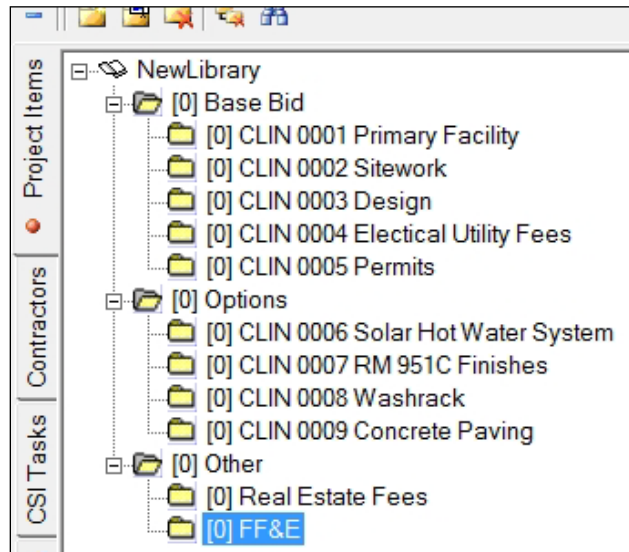 Project Items
Contractors
CSI Tasks
NewLibrary
[0] Base Bid
[0] CLIN 0001 Primary Facility
[0] CLIN 0002 Sitework
[0] CLIN 0003 Design
[0] CLIN 0004 Electical Utility Fees
[0] CLIN 0005 Permits
[0] Options
[0] CLIN 0006 Solar Hot Water System
[0] CLIN 0007 RM 951C Finishes
[0] CLIN 0008 Washrack
[0] CLIN 0009 Concrete Paving
[0] Other
[0] Real Estate Fees
[0] FF&E